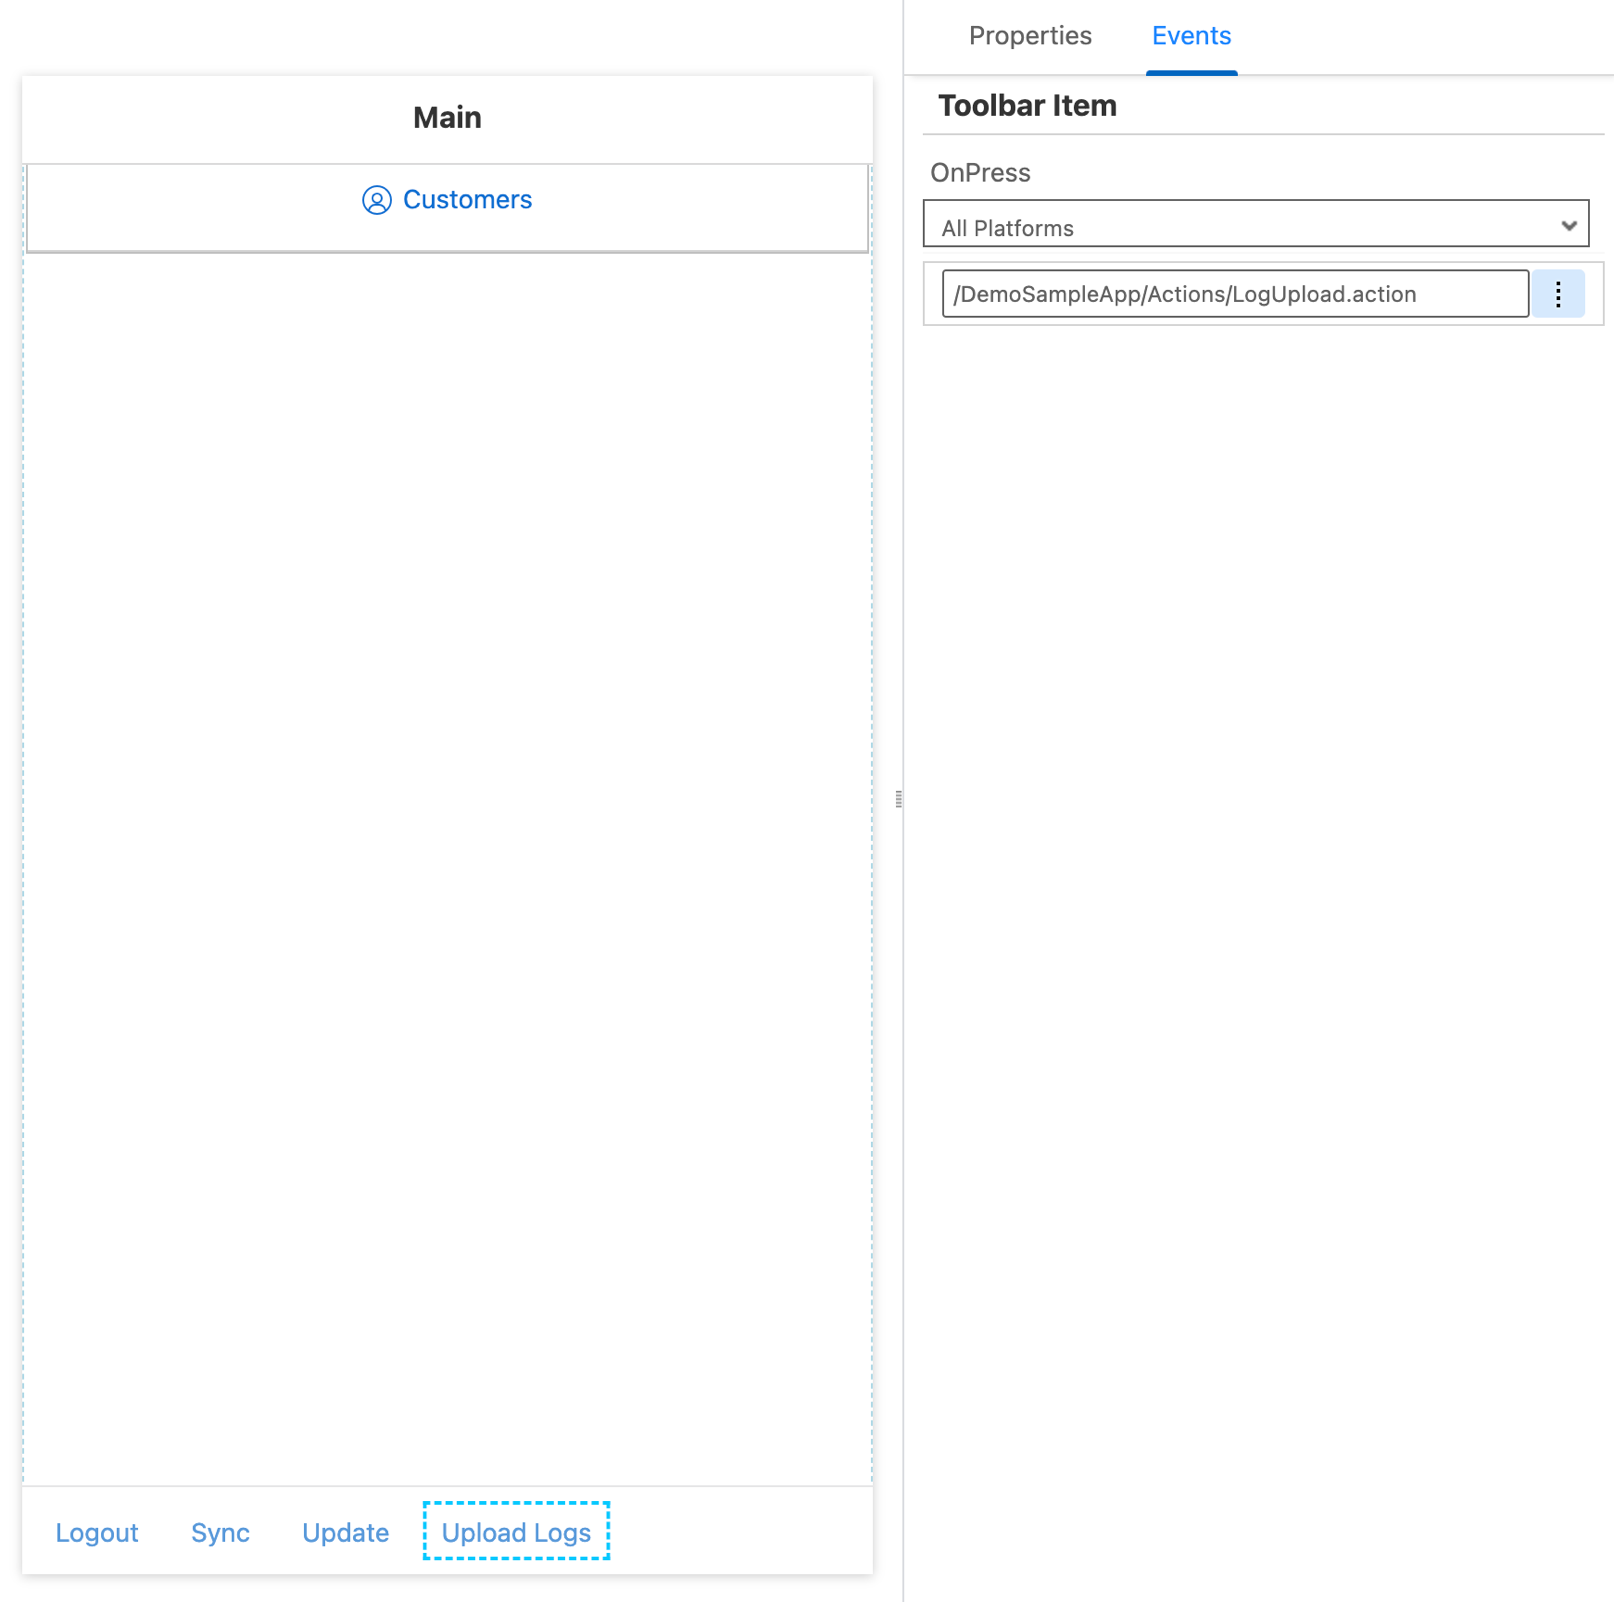 Properties
Events
Main
Toolbar Item
OnPress
Customers
All Platforms
/DemoSampleApp/Actions/LogUpload.action
Logout
Sync
Update
Upload Logs